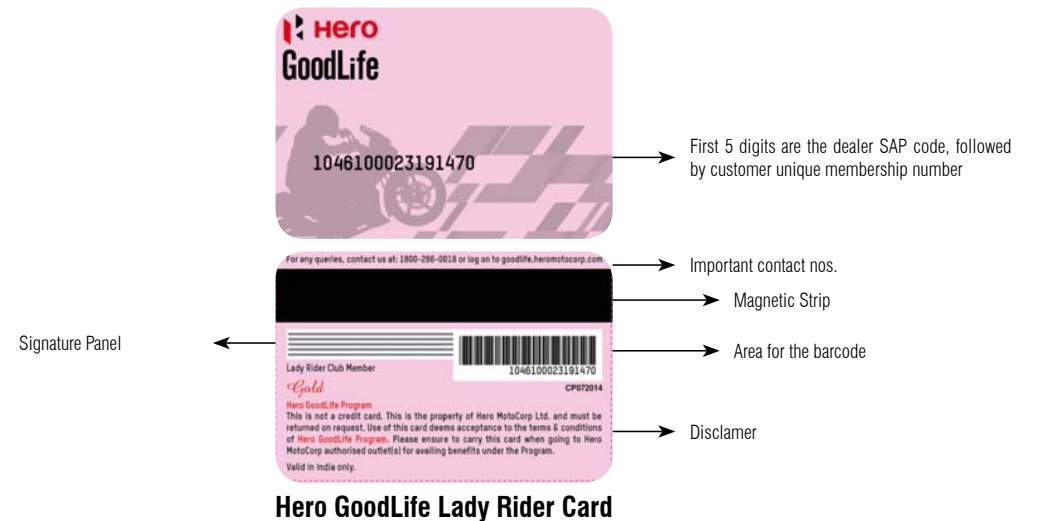 Hero
GoodLife
1046100023191470
First 5 digits are the dealer SAP code, followed
by customer unique membership number
For any queries, contact us at: 1800-266-0018 or log on to goodlife.heromotocorp.com
Important contact nos.
Magnetic Strip
Signature Panel
Area for the barcode
1046100023191470
Lady Rider Club Member
Gold
CP072014
Hero GoodLife Program
This is not a credit card. This is the property of Hero MotoCorp Ltd. and must be
returned on request. Use of this card deems acceptance to the terms & conditions
of Hero GoodLife Program. Please ensure to carry this card when going to Hero
MotoCorp authorised outlet(s) for availing benefits under the Program.
Disclamer
Valid in India only.
Hero GoodLife Lady Rider Card